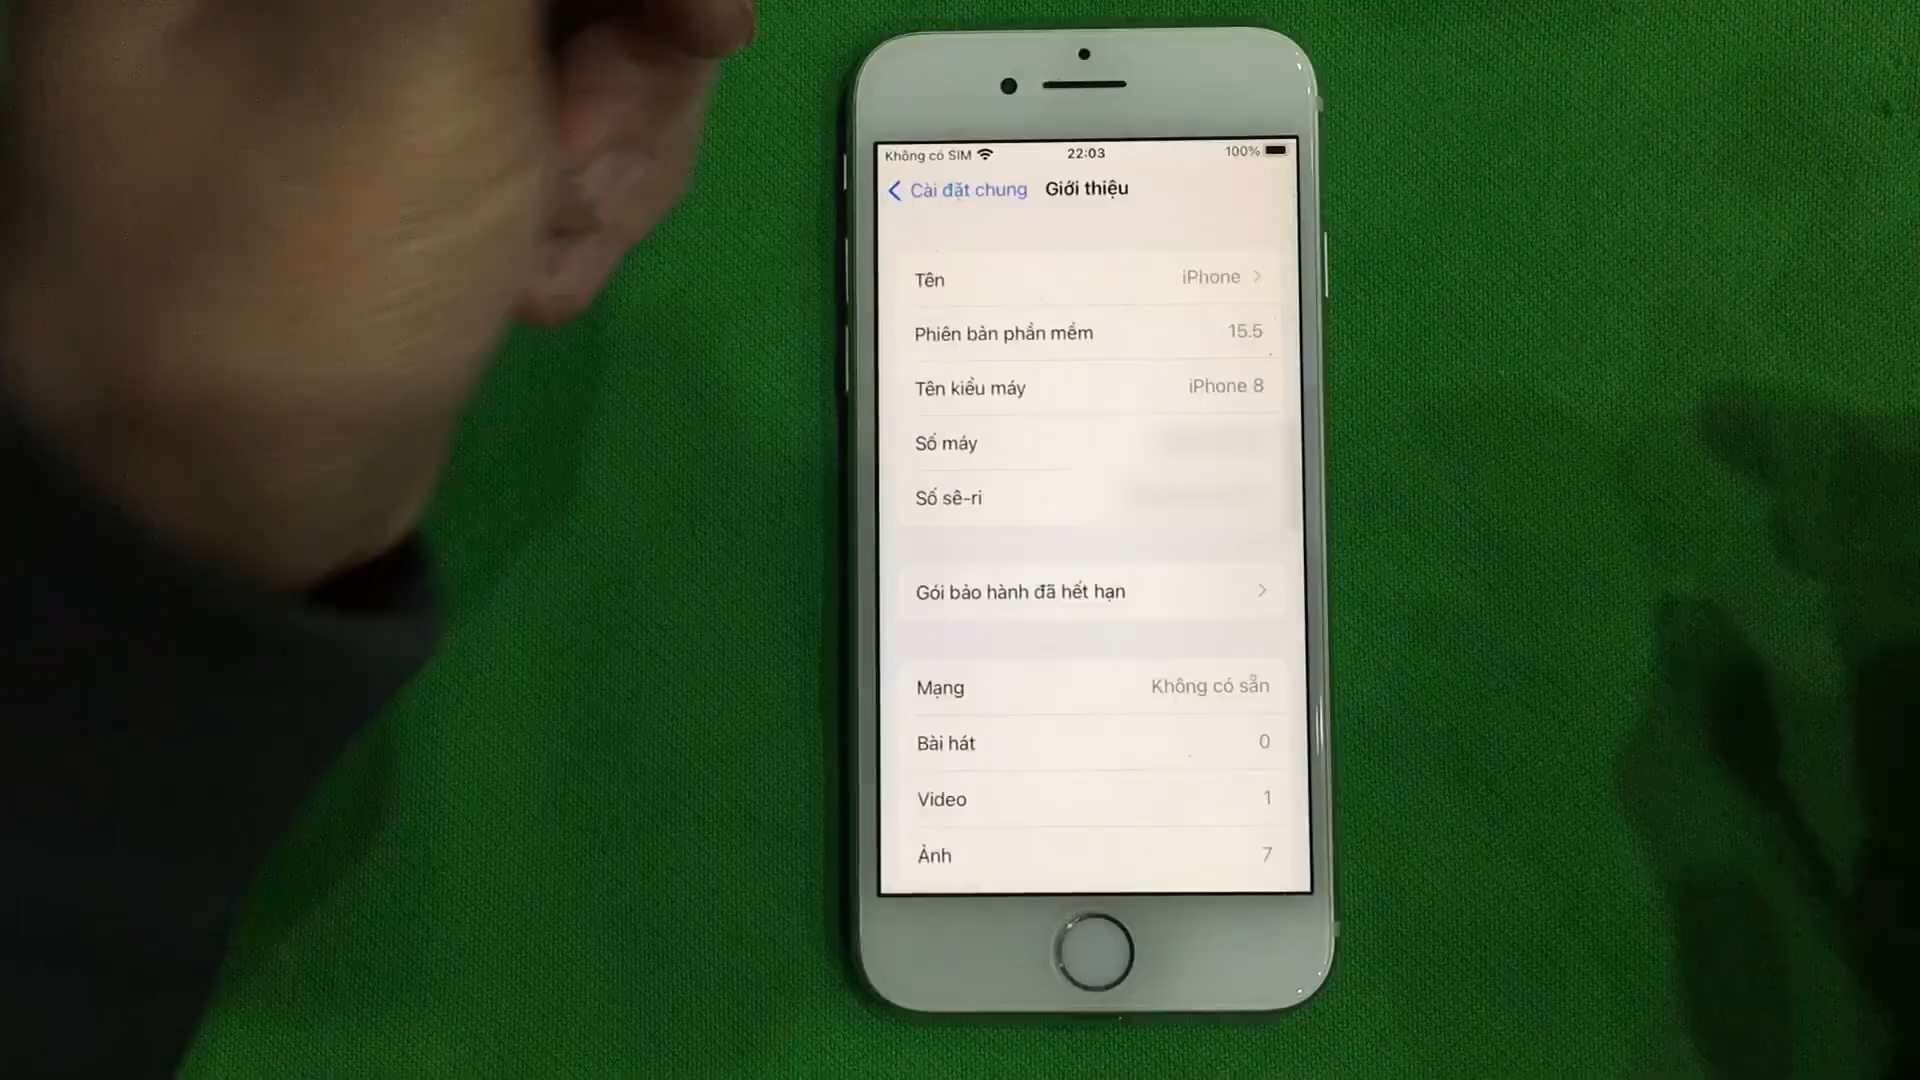 Không có SIM 22:03 100%
Cài đặt chung Giới thiệu
Tên iPhone
Phiên bản phần mềm 15.5
Tên kiểu máy iPhone 8
Số máy
Số sê-ri
Gói bảo hành đã hết hạn
Mạng Không có sẵn
Bài hát 0
Video 1
Ảnh 7